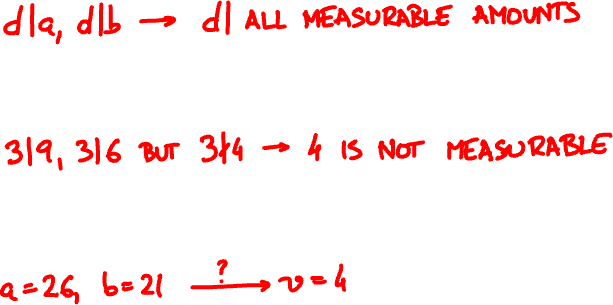 d|a, d|b → d| ALL MEASURABLE AMOUNTS
3|9, 3|6 BUT 3∤4 → 4 IS NOT MEASURABLE
a=26, b=21 ?→ v=4